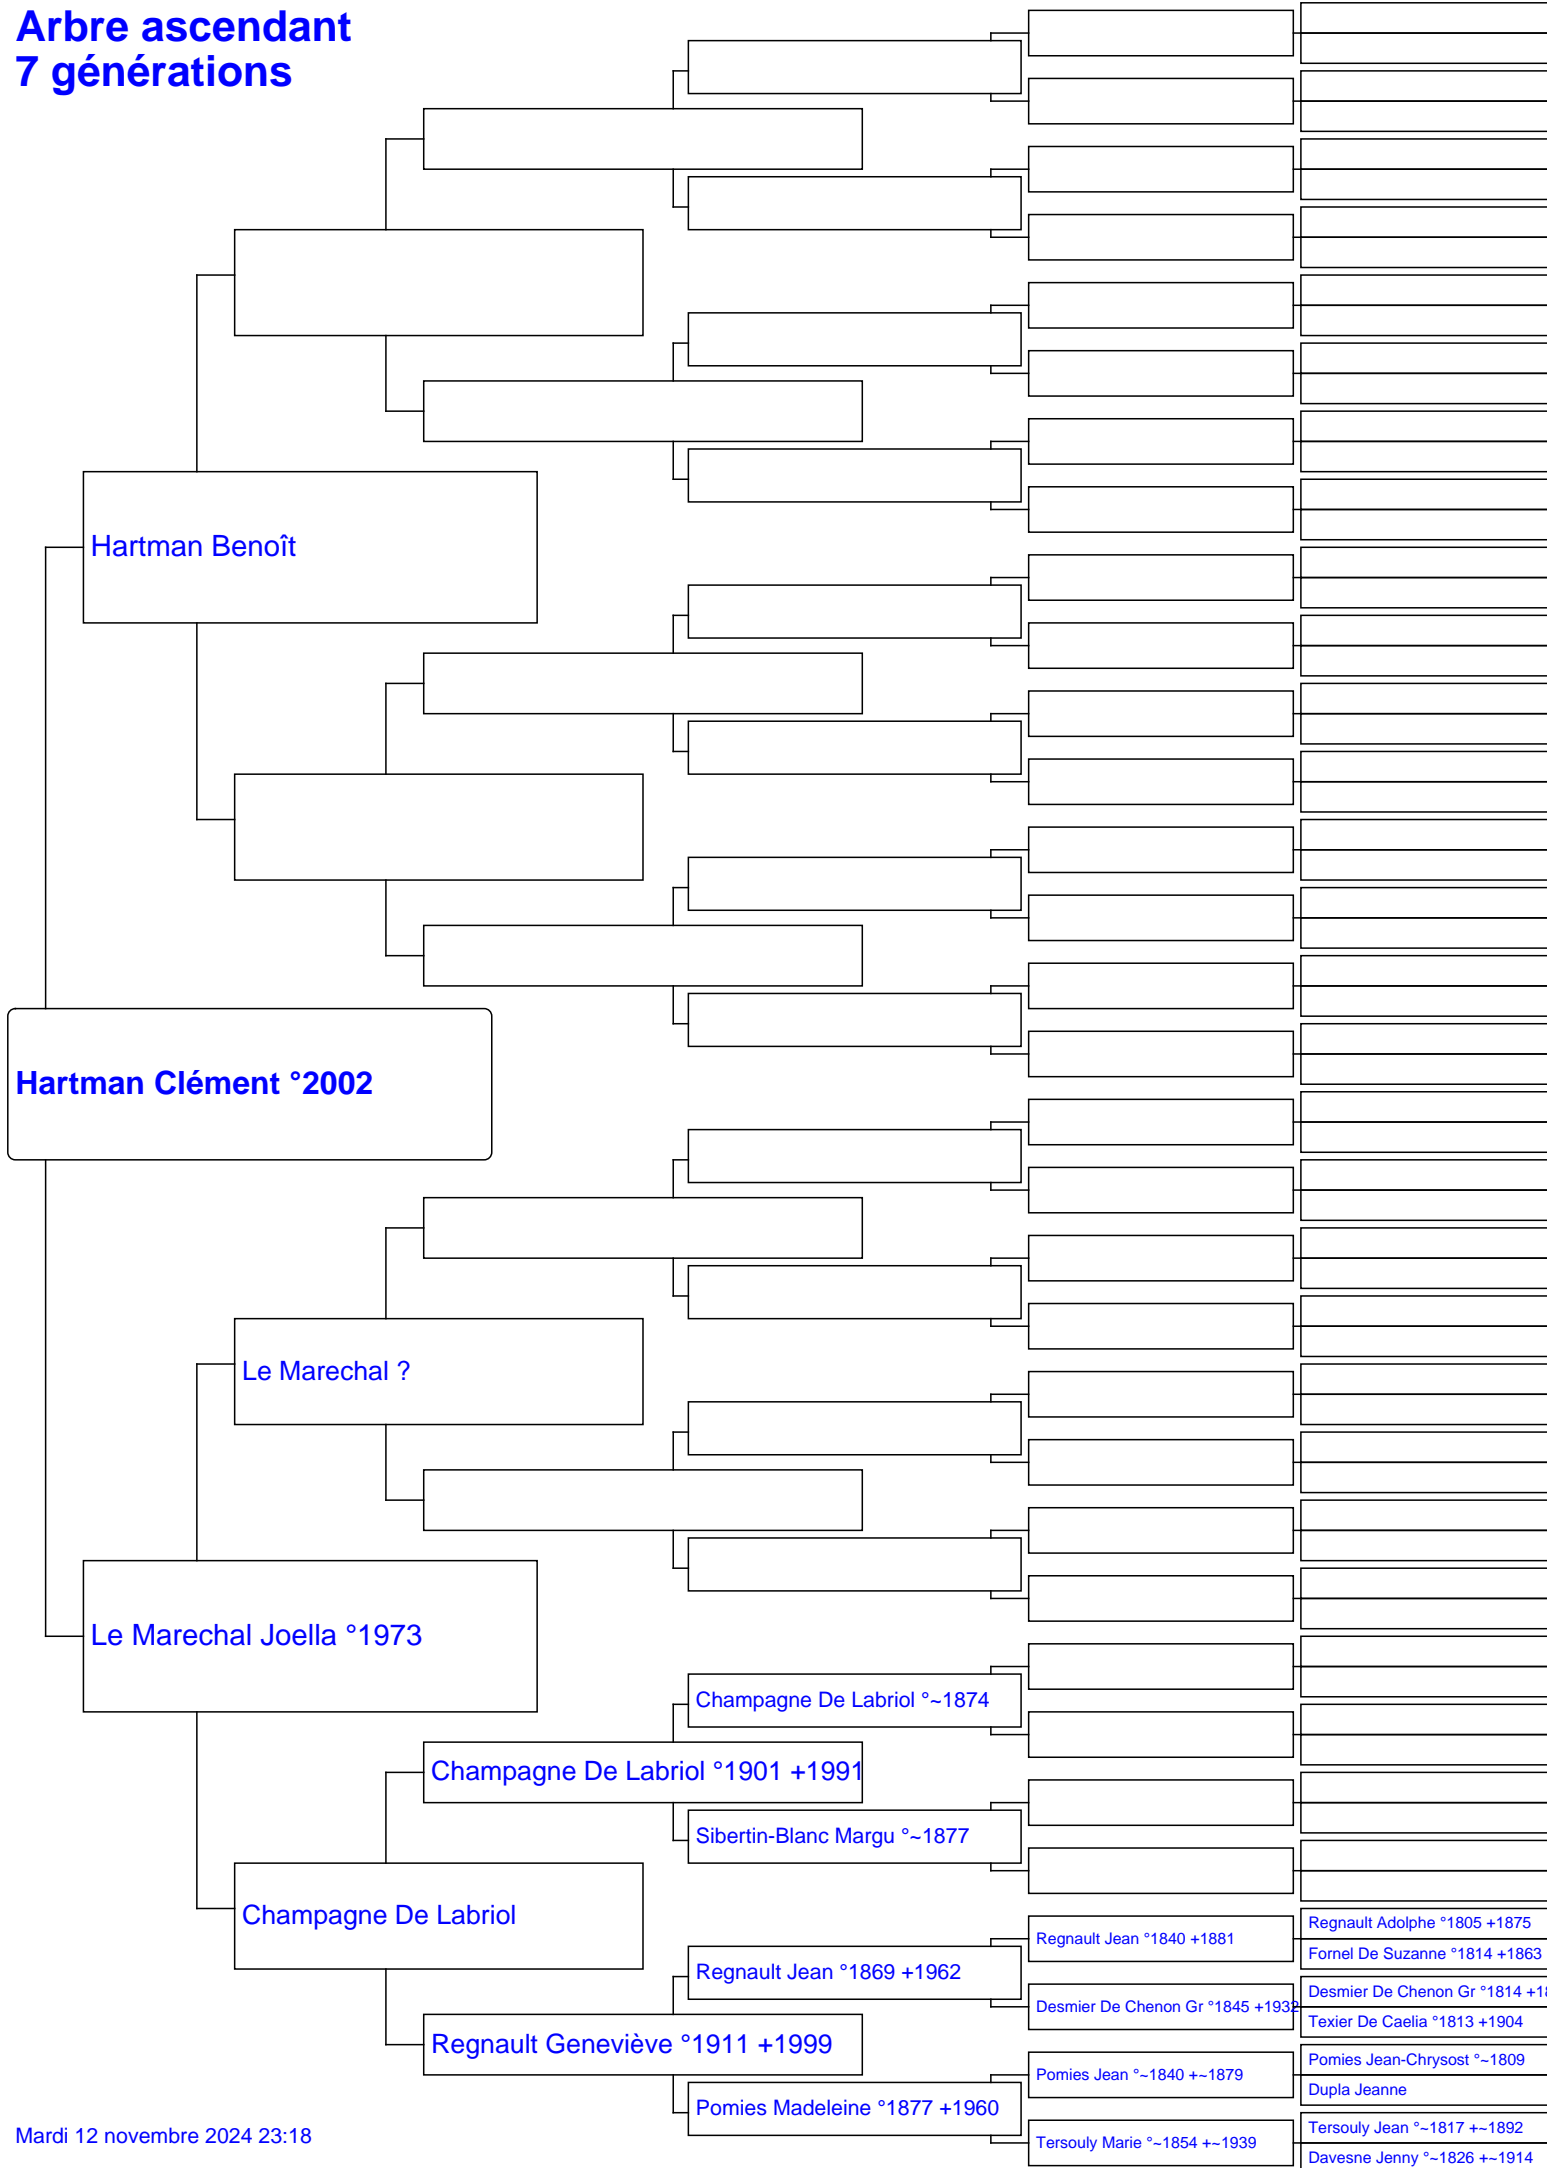 Arbre ascendant
7 générations
Hartman Benoît
Hartman Clément °2002
Le Marechal ?
Le Marechal Joella °1973
Champagne De Labriol °~1874
Champagne De Labriol °1901 +1991
Sibertin-Blanc Margu °~1877
Champagne De Labriol
Regnault Adolphe °1805 +1875
Regnault Jean °1840 +1881
Fornel De Suzanne °1814 +1863
Regnault Jean °1869 +1962
Desmier De Chenon Gr °1814 +18
Desmier De Chenon Gr °1845 +1932
Texier De Caelia °1813 +1904
Regnault Geneviève °1911 +1999
Pomies Jean-Chrysost °~1809
Pomies Jean °~1840 +~1879
Dupla Jeanne
Pomies Madeleine °1877 +1960
Tersouly Jean °~1817 +~1892
Tersouly Marie °~1854 +~1939
Davesne Jenny °~1826 +~1914
Mardi 12 novembre 2024 23:18